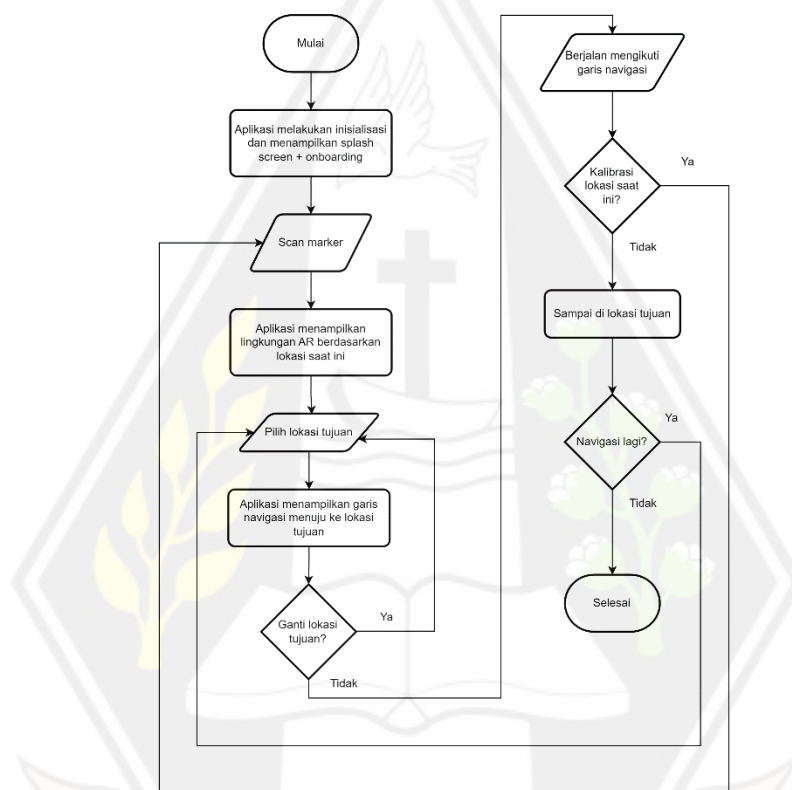 Mulai
Aplikasi melakukan inisialisasi
dan menampilkan splash
screen + onboarding
Scan marker
Aplikasi menampilkan
lingkungan AR berdasarkan
lokasi saat ini
Pilih lokasi tujuan
Aplikasi menampilkan garis
navigasi menuju ke lokasi
tujuan
Ganti lokasi
tujuan?
Ya
Tidak
Berjalan mengikuti
garis navigasi
Kalibrasi
lokasi saat
ini?
Ya
Tidak
Sampai di lokasi tujuan
Navigasi lagi?
Ya
Tidak
Selesai